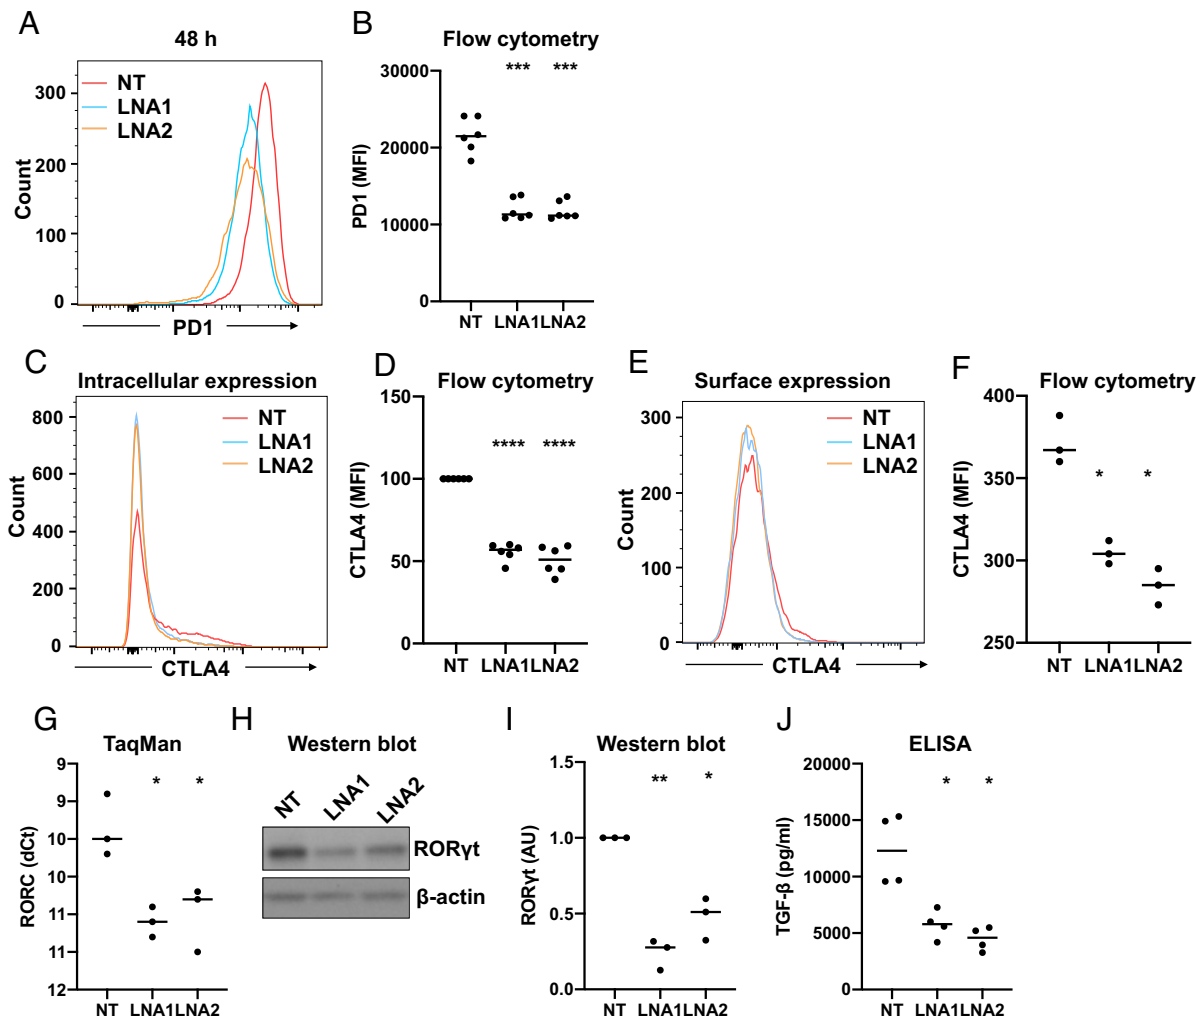 A
48 h
NT
LNA1
LNA2
300
200
100
0
Count
PD1
B
Flow cytometry
*** ***
30000
20000
10000
0
PD1 (MFI)
NT LNA1 LNA2
C
Intracellular expression
NT
LNA1
LNA2
800
600
400
200
0
Count
CTLA4
D
Flow cytometry
150
100
50
0
**** ****
CTLA4 (MFI)
NT LNA1 LNA2
E
Surface expression
NT
LNA1
LNA2
300
200
100
0
Count
CTLA4
F
Flow cytometry
400
350
300
250
* *
CTLA4 (MFI)
NT LNA1 LNA2
G
TaqMan
9
9
10
10
11
11
12
* *
RORC (dCt)
NT LNA1 LNA2
H
Western blot
NT LNA1 LNA2
RORγt
β-actin
I
Western blot
1.5
1.0
0.5
0.0
** *
RORγt (AU)
NT LNA1 LNA2
J
ELISA
20000
15000
10000
5000
0
* *
TGF-β (pg/ml)
NT LNA1 LNA2